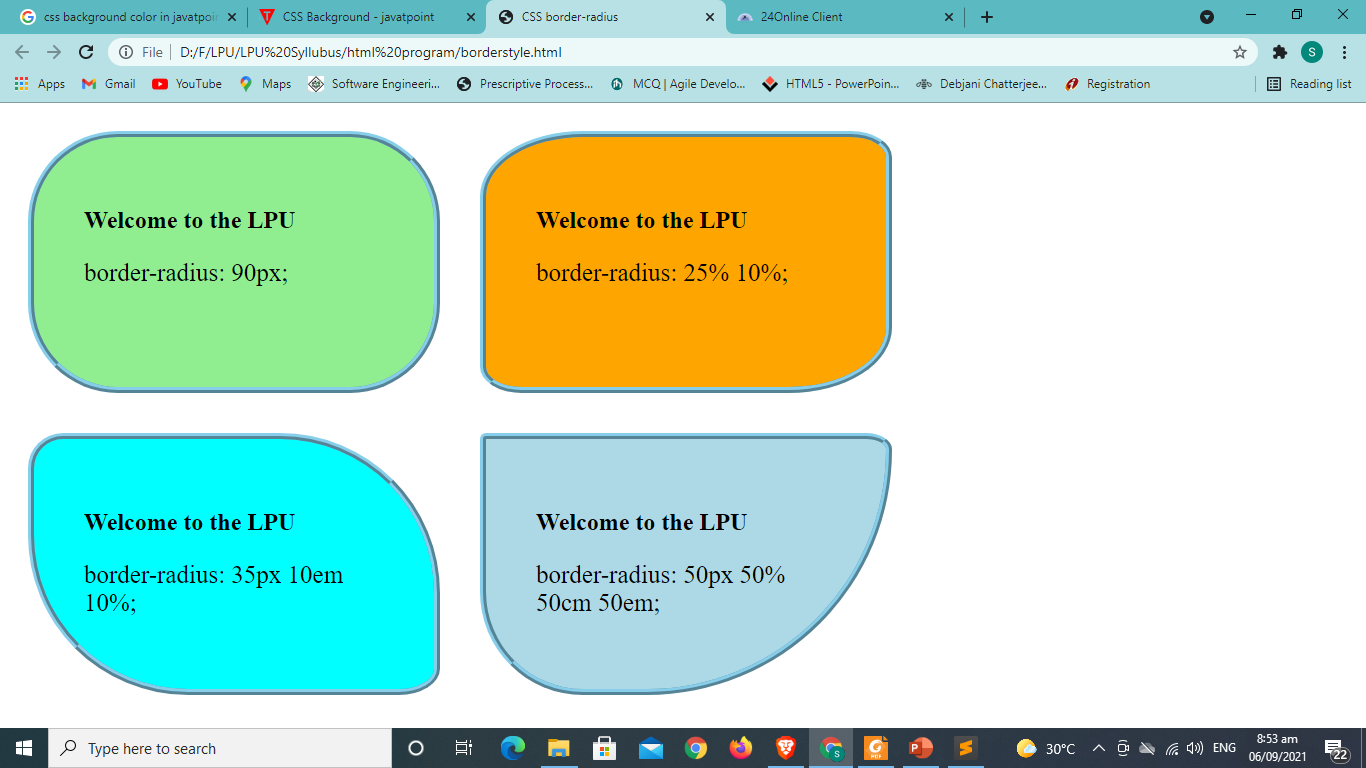 css background color in javatpoin
CSS Background - javatpoint
CSS border-radius
24Online Client
File
D:/F/LPU/LPU%20Syllubus/html%20program/borderstyle.html
S
Apps
Gmail
YouTube
Maps
Software Engineeri...
Prescriptive Process...
MCQ | Agile Develo...
HTML5 - PowerPoin...
Debjani Chatterjee...
Registration
Reading list
Welcome to the LPU
border-radius: 90px;
Welcome to the LPU
border-radius: 25% 10%;
Welcome to the LPU
border-radius: 35px 10em
10%;
Welcome to the LPU
border-radius: 50px 50%
50cm 50em;
Type here to search
30°C
ENG
8:53 am
06/09/2021
22